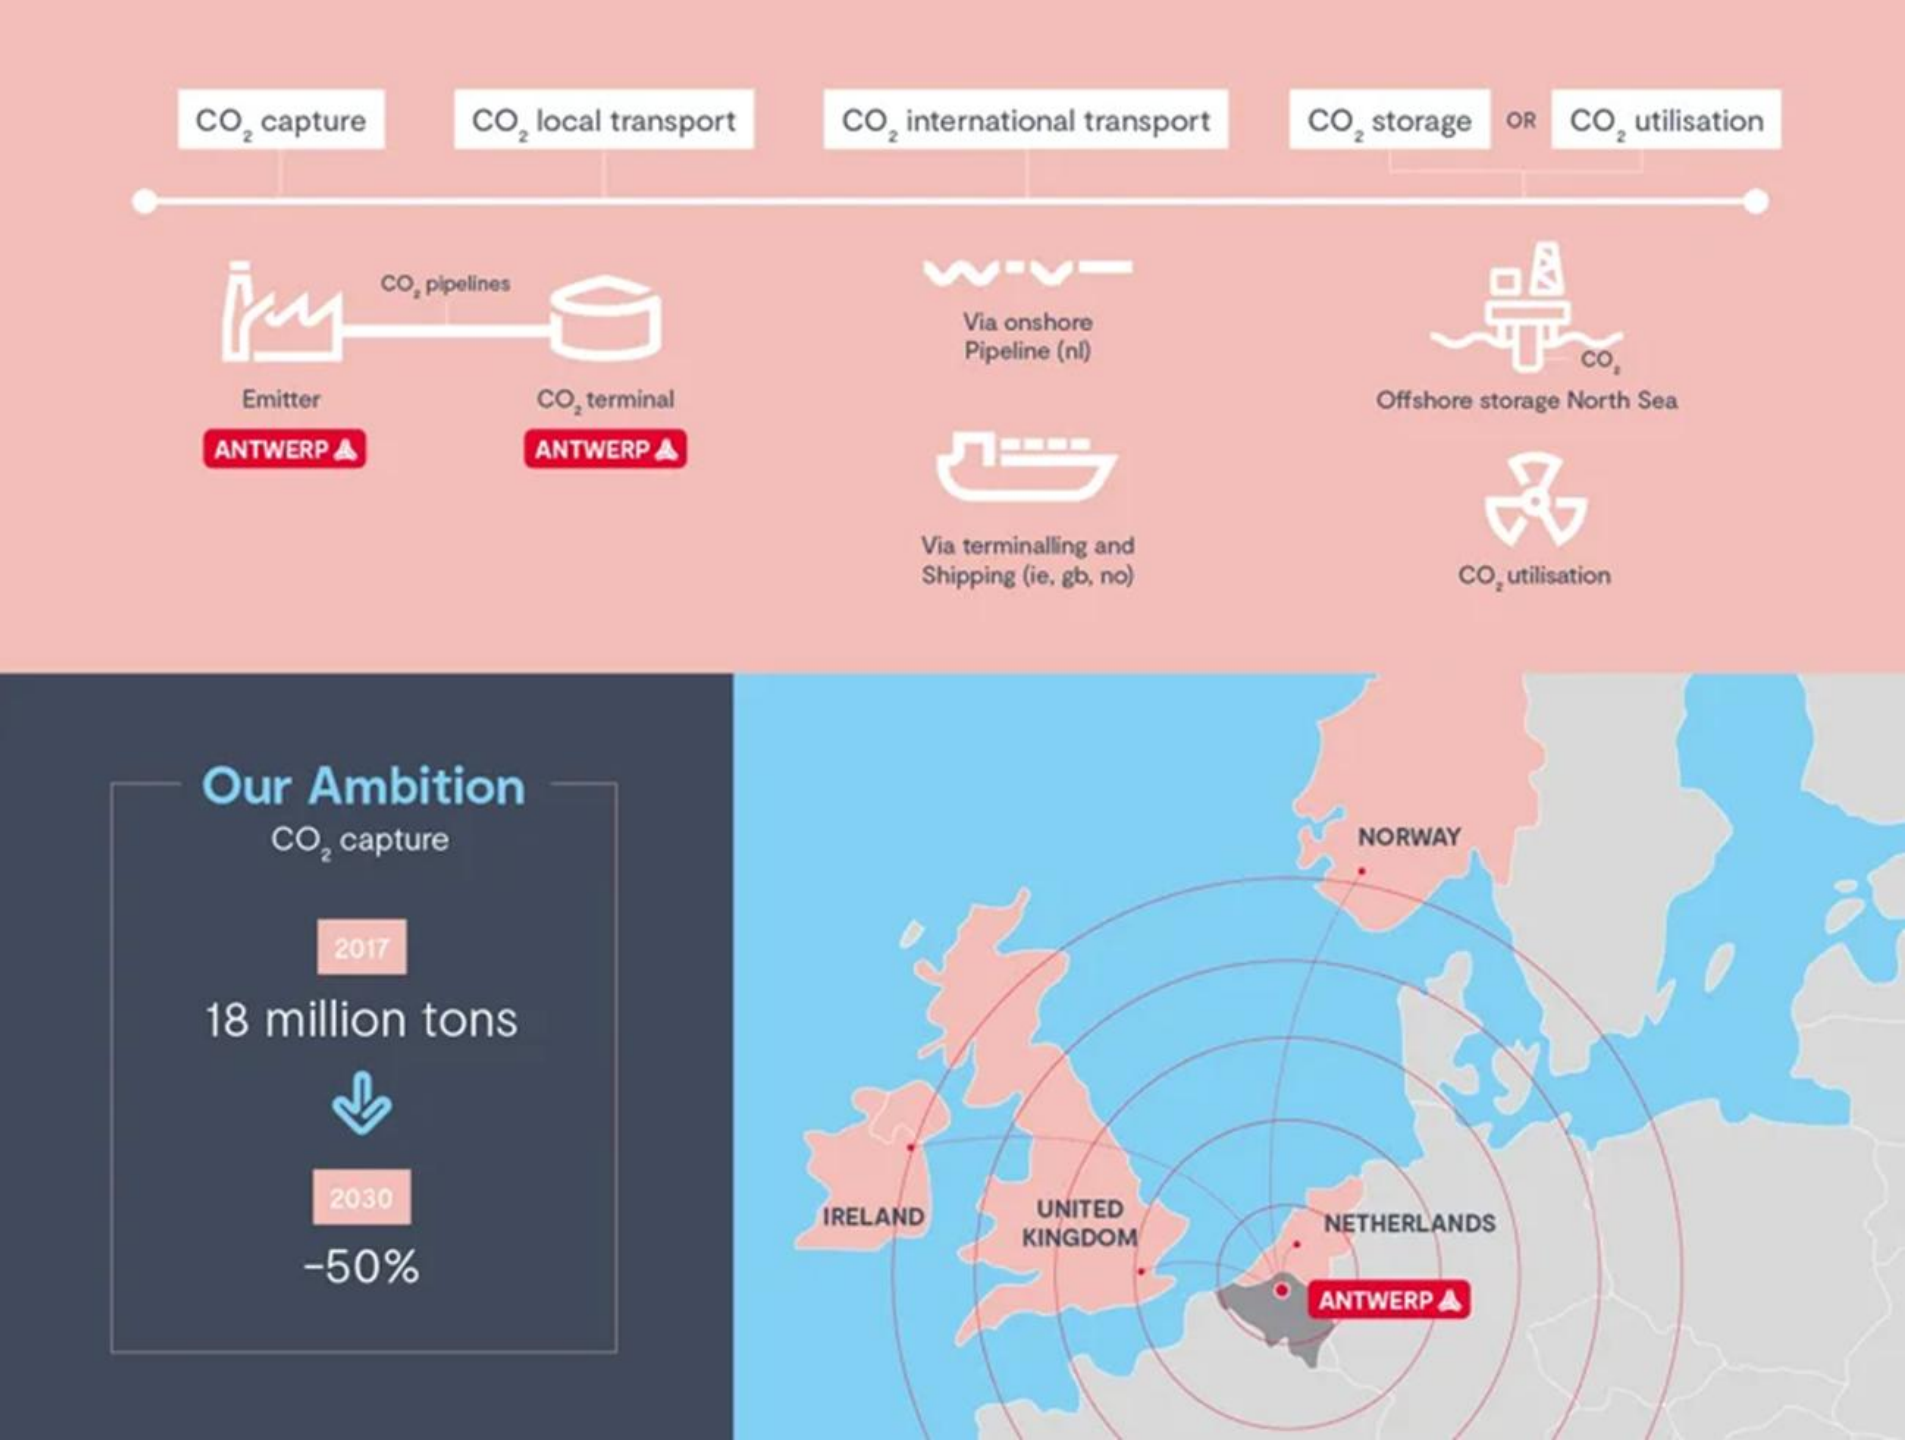 CO₂ capture
CO₂ local transport
CO₂ international transport
CO₂ storage OR CO₂ utilisation
CO₂ pipelines
Emitter
ANTWERP
CO₂ terminal
ANTWERP
Via onshore
Pipeline (nl)
Via terminalling and
Shipping (ie, gb, no)
CO₂
Offshore storage North Sea
CO₂ utilisation
Our Ambition
CO₂ capture
2017
18 million tons
2030
-50%
NORWAY
IRELAND
UNITED
KINGDOM
NETHERLANDS
ANTWERP